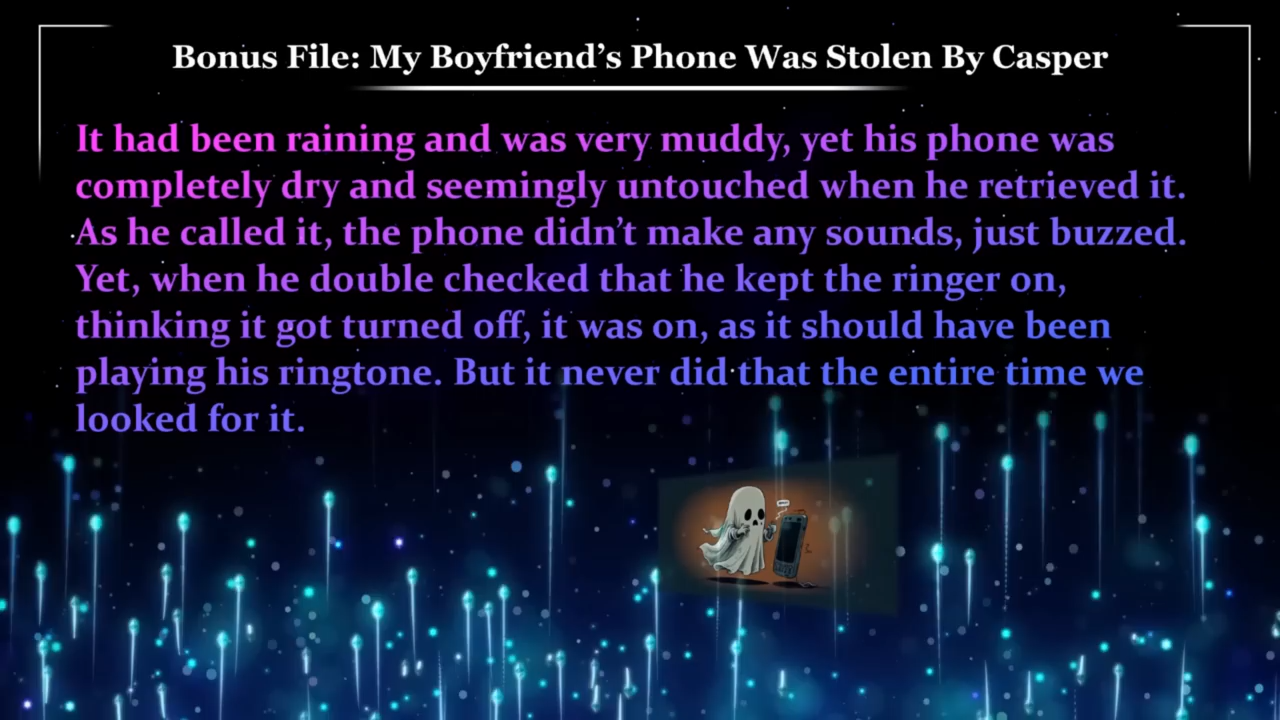 Bonus File: My Boyfriend’s Phone Was Stolen By Casper
It had been raining and was very muddy, yet his phone was
completely dry and seemingly untouched when he retrieved it.
As he called it, the phone didn’t make any sounds, just buzzed.
Yet, when he double checked that he kept the ringer on,
thinking it got turned off, it was on, as it should have been
playing his ringtone. But it never did that the entire time we
looked for it.